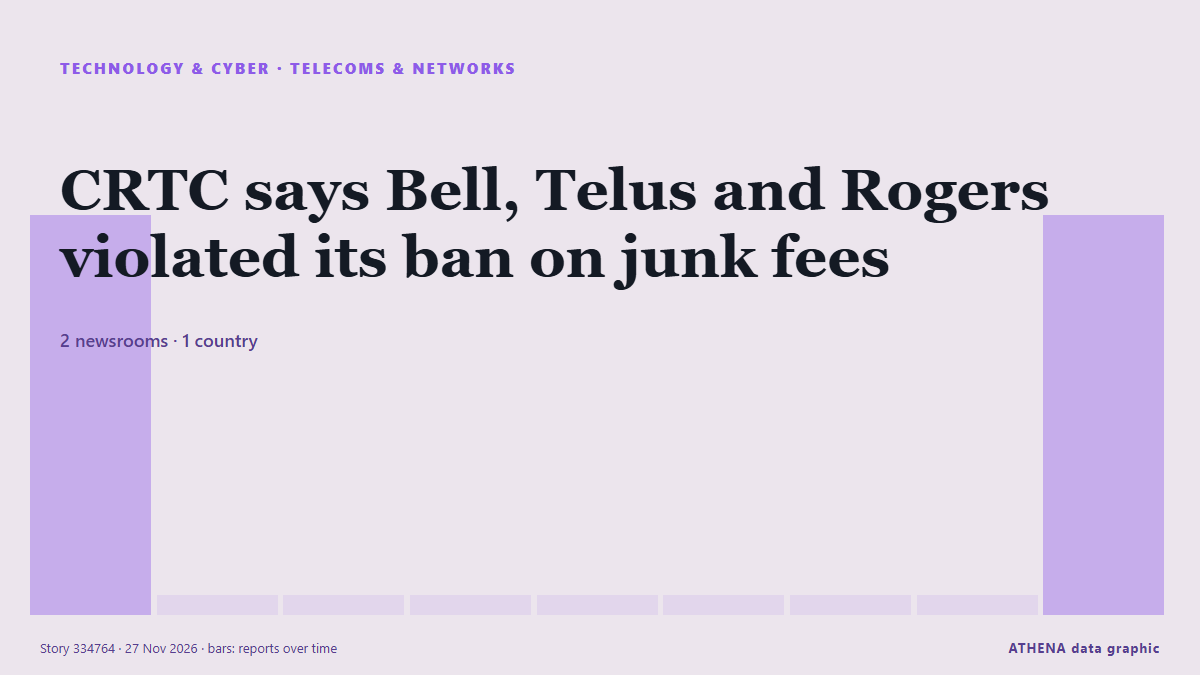 TECHNOLOGY & CYBER · TELECOMS & NETWORKS
CRTC says Bell, Telus and Rogers
violated its ban on junk fees
2 newsrooms · 1 country
Story 334764 · 27 Nov 2026 · bars: reports over time
ATHENA data graphic